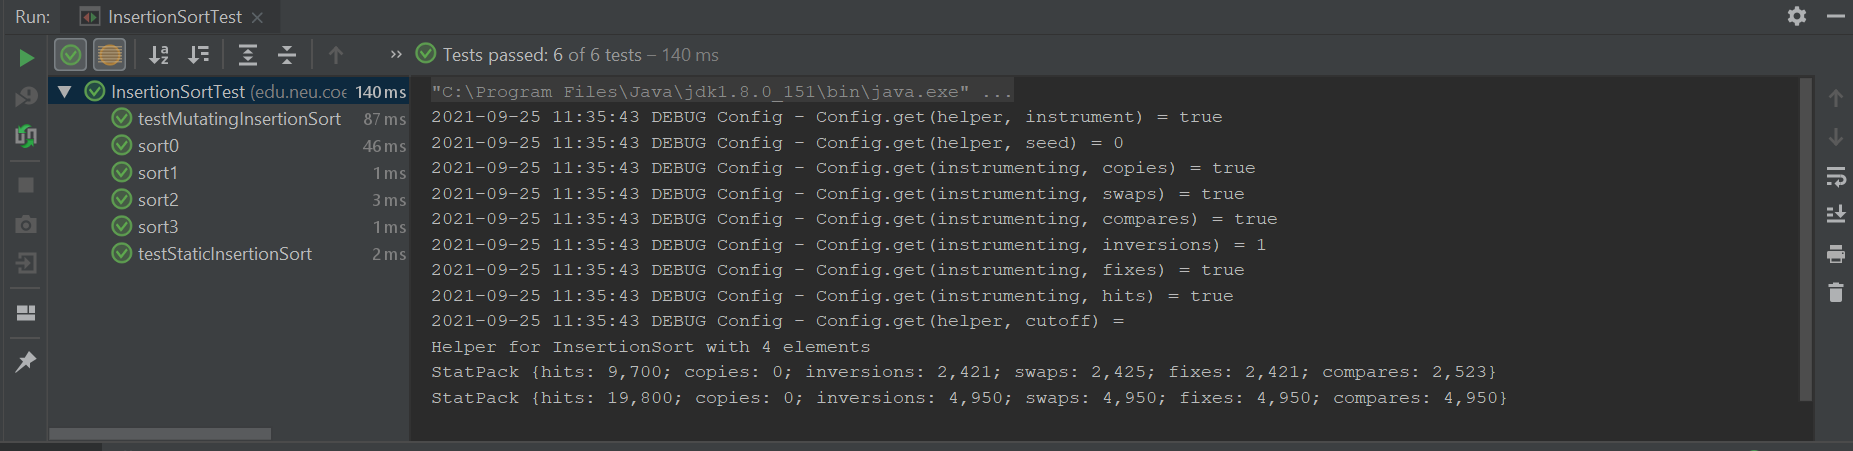 Run: InsertionSortTest
Tests passed: 6 of 6 tests – 140 ms
InsertionSortTest (edu.neu.coe 140 ms
testMutatingInsertionSort 87 ms
sort0 46 ms
sort1 1 ms
sort2 3 ms
sort3 1 ms
testStaticInsertionSort 2 ms
"C:\Program Files\Java\jdk1.8.0_151\bin\java.exe" ...
2021-09-25 11:35:43 DEBUG Config - Config.get(helper, instrument) = true
2021-09-25 11:35:43 DEBUG Config - Config.get(helper, seed) = 0
2021-09-25 11:35:43 DEBUG Config - Config.get(instrumenting, copies) = true
2021-09-25 11:35:43 DEBUG Config - Config.get(instrumenting, swaps) = true
2021-09-25 11:35:43 DEBUG Config - Config.get(instrumenting, compares) = true
2021-09-25 11:35:43 DEBUG Config - Config.get(instrumenting, inversions) = 1
2021-09-25 11:35:43 DEBUG Config - Config.get(instrumenting, fixes) = true
2021-09-25 11:35:43 DEBUG Config - Config.get(instrumenting, hits) = true
2021-09-25 11:35:43 DEBUG Config - Config.get(helper, cutoff) =
Helper for InsertionSort with 4 elements
StatPack {hits: 9,700; copies: 0; inversions: 2,421; swaps: 2,425; fixes: 2,421; compares: 2,523}
StatPack {hits: 19,800; copies: 0; inversions: 4,950; swaps: 4,950; fixes: 4,950; compares: 4,950}